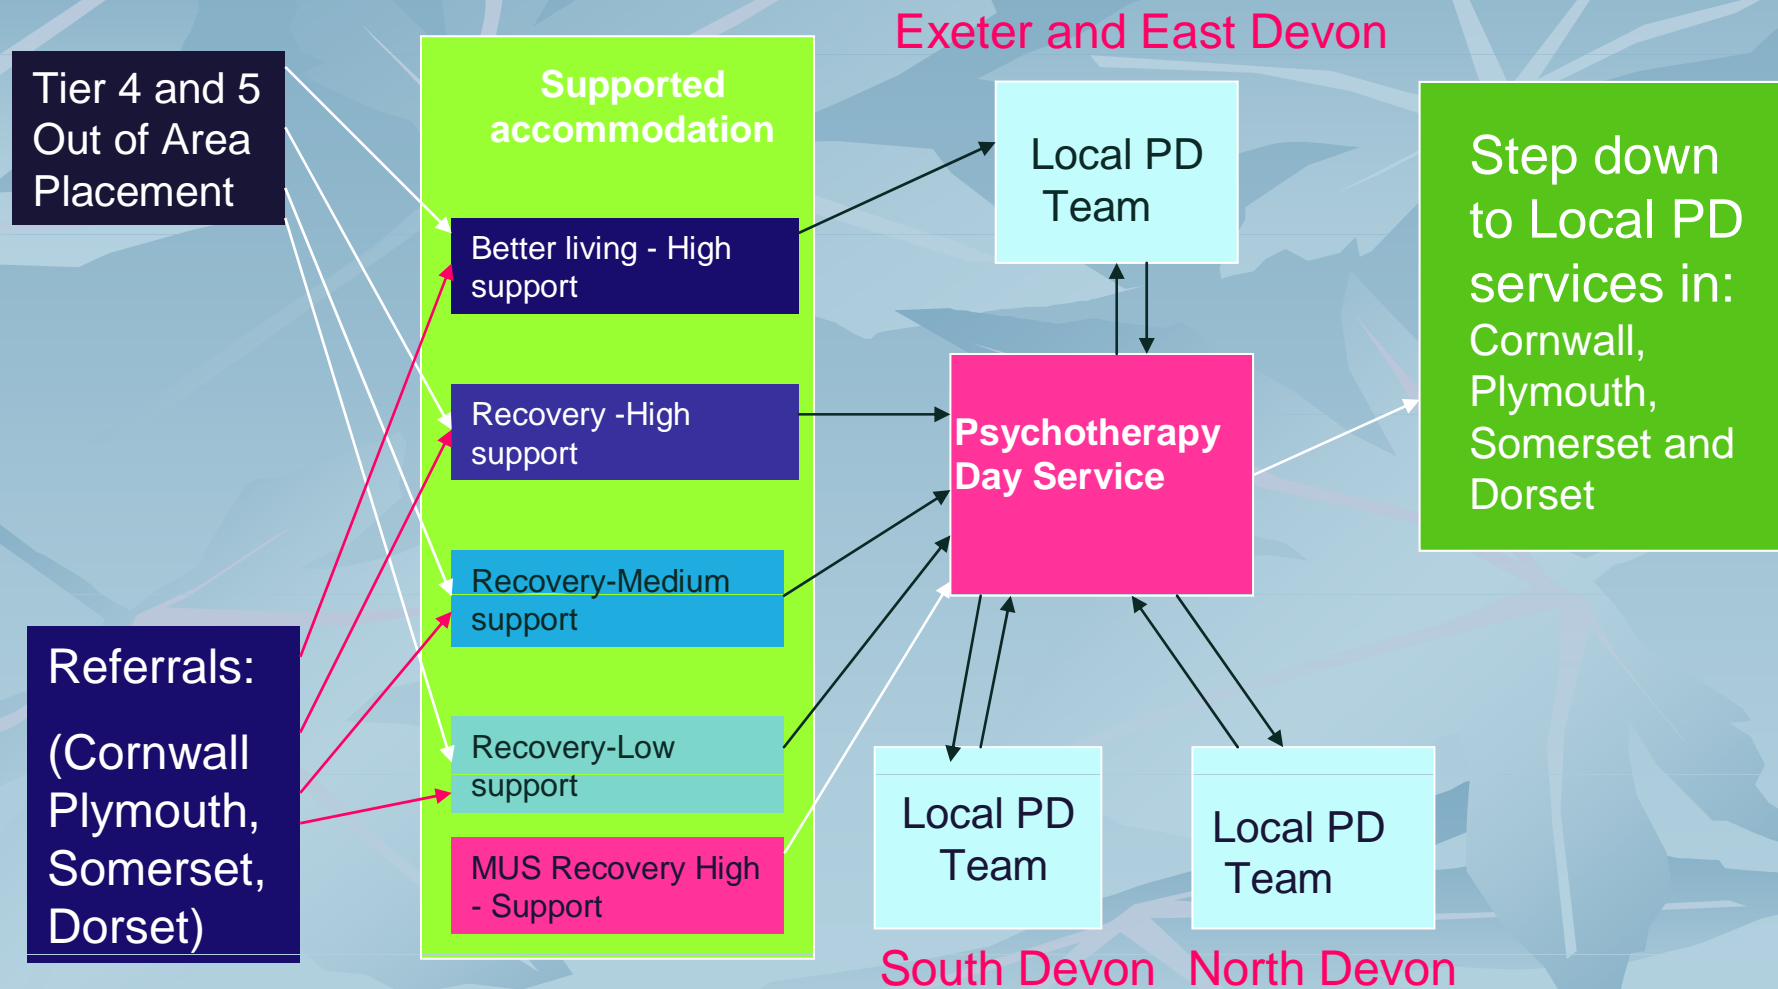 Exeter and East Devon
Tier 4 and 5
Out of Area
Placement
Supported
accommodation
Better living - High
support
Recovery -High
support
Recovery-Medium
support
Recovery-Low
support
MUS Recovery High
- Support
Referrals:
(Cornwall
Plymouth,
Somerset,
Dorset)
Local PD
Team
Psychotherapy
Day Service
Local PD
Team
South Devon
Local PD
Team
North Devon
Step down
to Local PD
services in:
Cornwall,
Plymouth,
Somerset and
Dorset